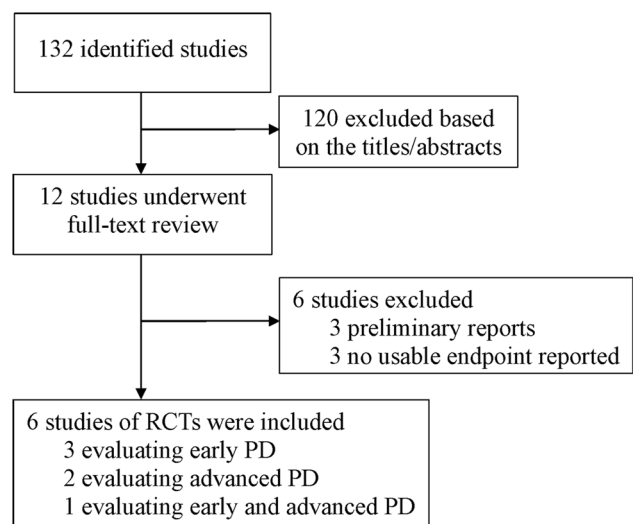 132 identified studies
120 excluded based
on the titles/abstracts
12 studies underwent
full-text review
6 studies excluded
3 preliminary reports
3 no usable endpoint reported
6 studies of RCTs were included
3 evaluating early PD
2 evaluating advanced PD
1 evaluating early and advanced PD